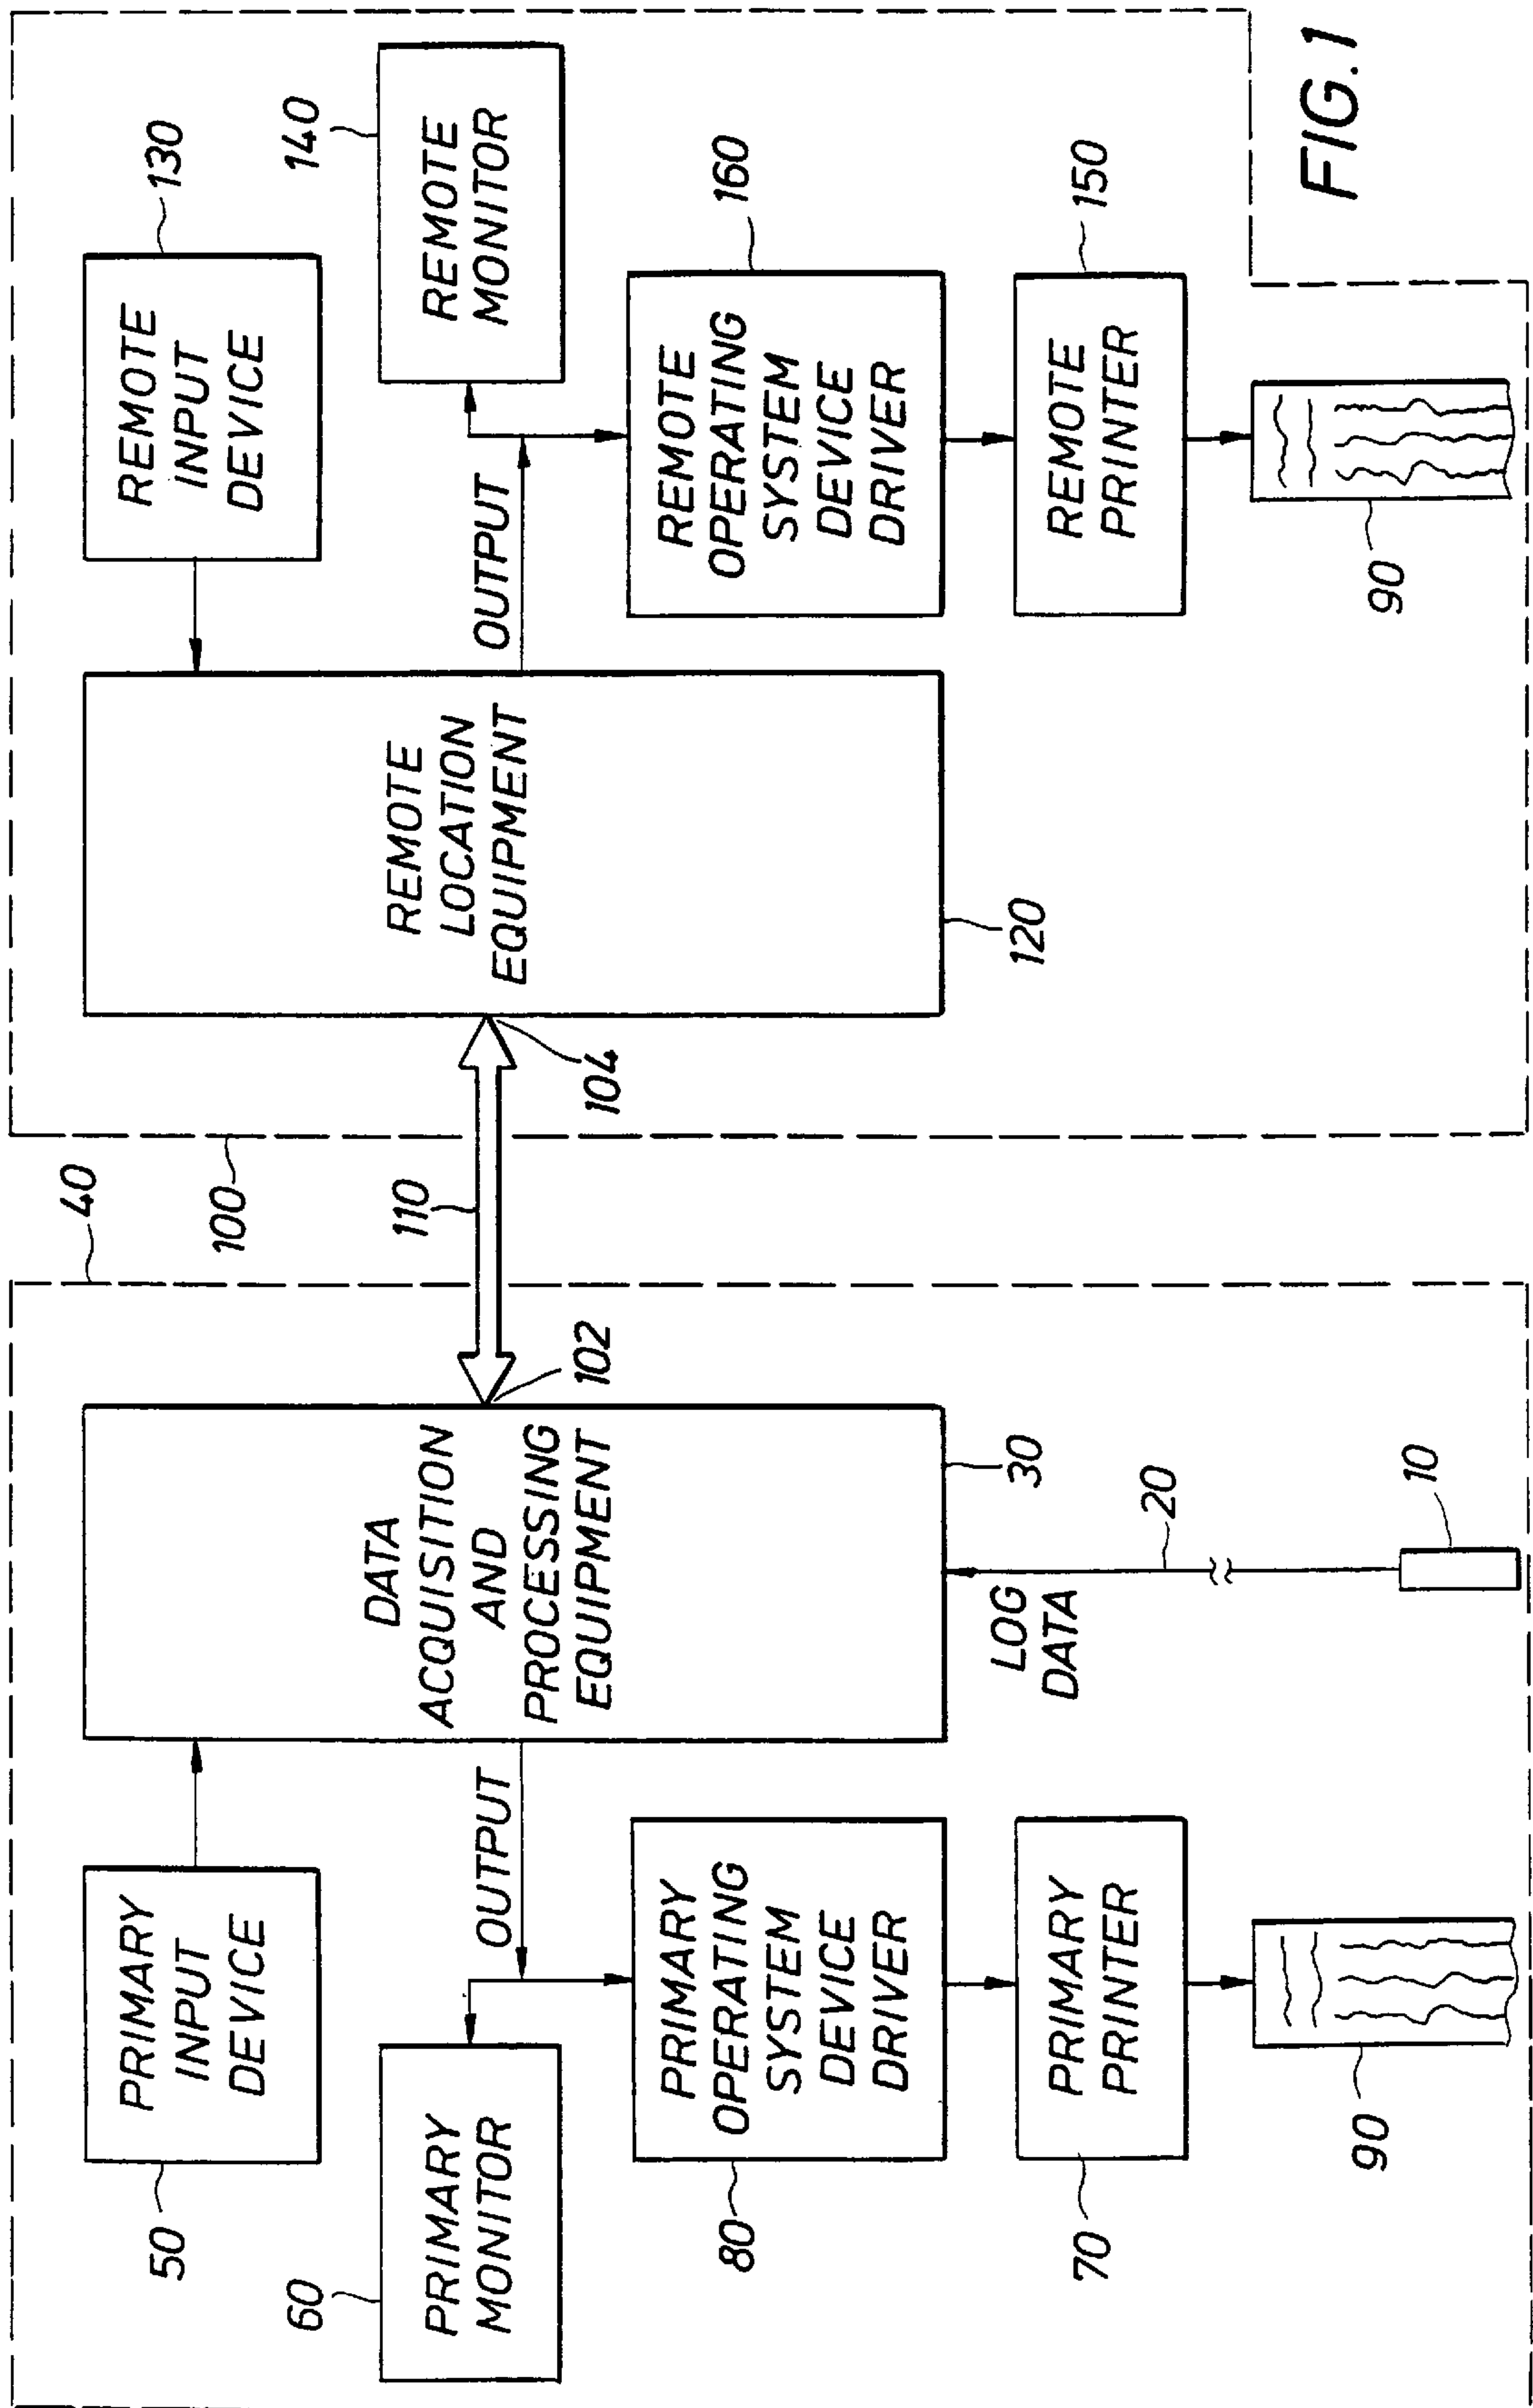 40
PRIMARY
INPUT
DEVICE
50
PRIMARY
MONITOR
60
OUTPUT
PRIMARY
OPERATING
SYSTEM
DEVICE
DRIVER
80
PRIMARY
PRINTER
70
90
DATA
ACQUISITION
AND
PROCESSING
EQUIPMENT
30
LOG
DATA
20
10
102
110
100
104
REMOTE
LOCATION
EQUIPMENT
120
REMOTE
INPUT
DEVICE
130
OUTPUT
REMOTE
MONITOR
140
REMOTE
OPERATING
SYSTEM
DEVICE
DRIVER
160
REMOTE
PRINTER
150
90
FIG.1